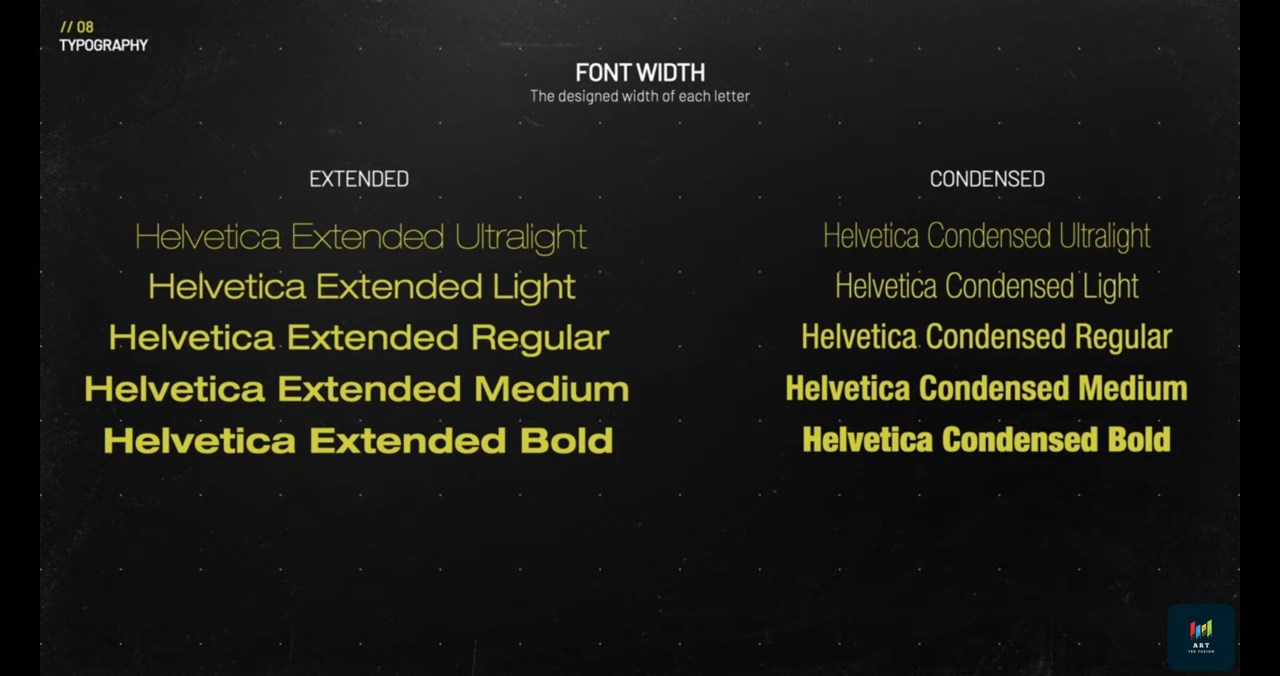 // 08
TYPOGRAPHY
FONT WIDTH
The designed width of each letter
EXTENDED
Helvetica Extended Ultralight
Helvetica Extended Light
Helvetica Extended Regular
Helvetica Extended Medium
Helvetica Extended Bold
CONDENSED
Helvetica Condensed Ultralight
Helvetica Condensed Light
Helvetica Condensed Regular
Helvetica Condensed Medium
Helvetica Condensed Bold
ART
TEK FUSION